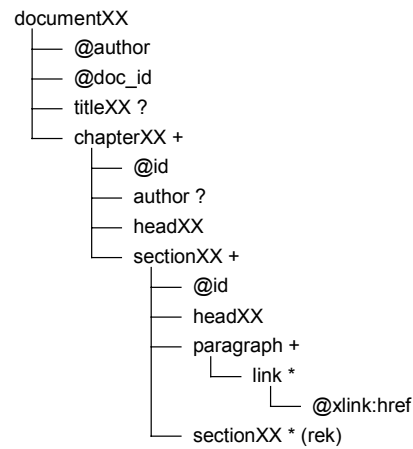 documentXX
@author
@doc_id
titleXX ?
chapterXX +
@id
author ?
headXX
sectionXX +
@id
headXX
paragraph +
link *
@xlink:href
sectionXX * (rek)